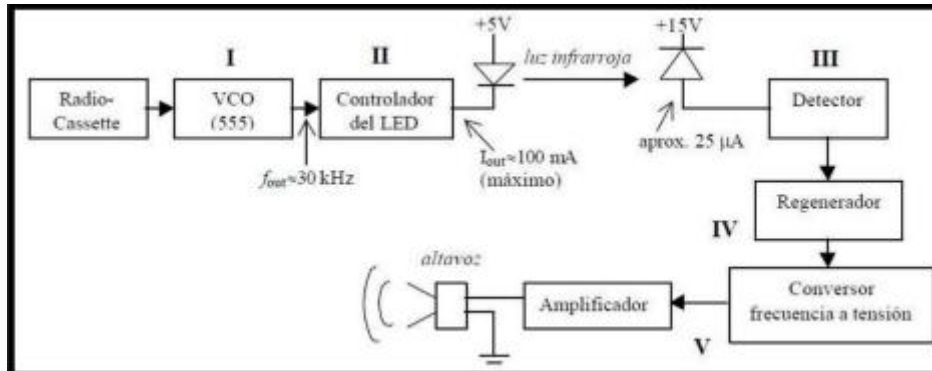 I
II
III
+5V
+15V
luz infrarroja
Radio-
Cassette
VCO
(555)
Controlador
del LED
Detector
aprox. 25 µA
fout≈30 kHz
Iout≈100 mA
(máximo)
Regenerador
IV
altavoz
Amplificador
Conversor
frecuencia a tensión
V